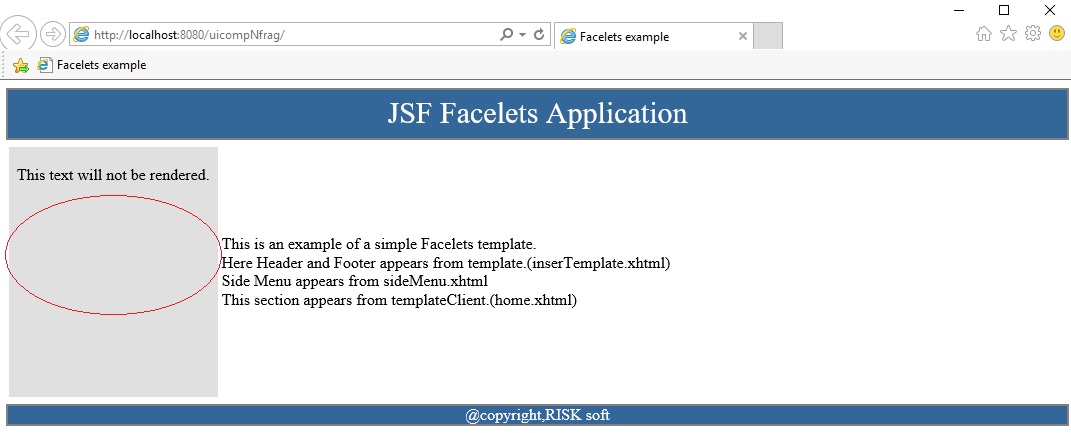 http://localhost:8080/uicompNfrag/
Facelets example
Facelets example
JSF Facelets Application
This text will not be rendered.
This is an example of a simple Facelets template.
Here Header and Footer appears from template.(inserTemplate.xhtml)
Side Menu appears from sideMenu.xhtml
This section appears from templateClient.(home.xhtml)
@copyright,RISK soft